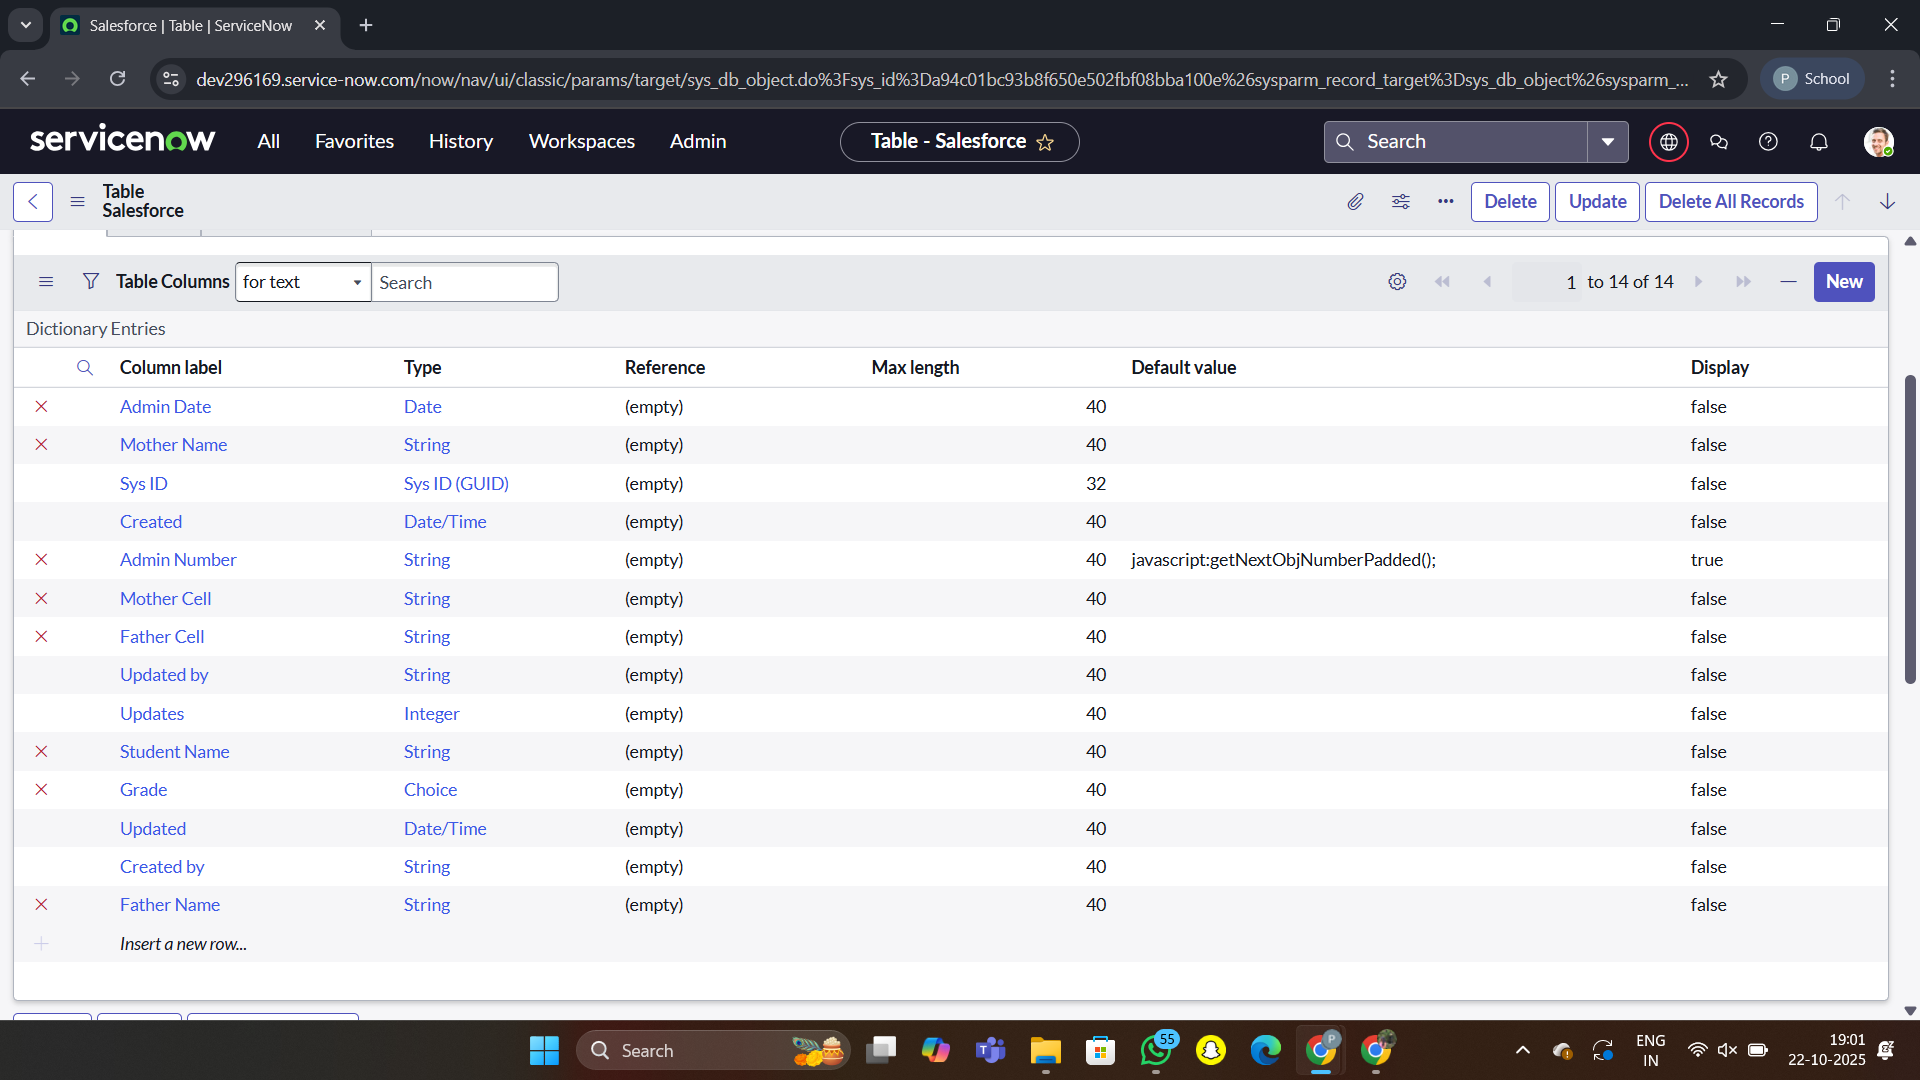 Salesforce | Table | ServiceNow
dev296169.service-now.com/now/nav/ui/classic/params/target/sys_db_object.do%3Fsys_id%3Da94c01bc93b8f650e502fbf08bba100e%26sysparm_record_target%3Dsys_db_object%26sysparm_...
P School
servicenow All Favorites History Workspaces Admin Table - Salesforce Search
Table
Salesforce
Delete Update Delete All Records
Table Columns for text Search 1 to 14 of 14 New
Dictionary Entries
Column label Type Reference Max length Default value Display
Admin Date Date (empty) 40 false
Mother Name String (empty) 40 false
Sys ID Sys ID (GUID) (empty) 32 false
Created Date/Time (empty) 40 false
Admin Number String (empty) 40 javascript:getNextObjNumberPadded(); true
Mother Cell String (empty) 40 false
Father Cell String (empty) 40 false
Updated by String (empty) 40 false
Updates Integer (empty) 40 false
Student Name String (empty) 40 false
Grade Choice (empty) 40 false
Updated Date/Time (empty) 40 false
Created by String (empty) 40 false
Father Name String (empty) 40 false
Insert a new row...
Search 55 P ENG 19:01
IN 22-10-2025